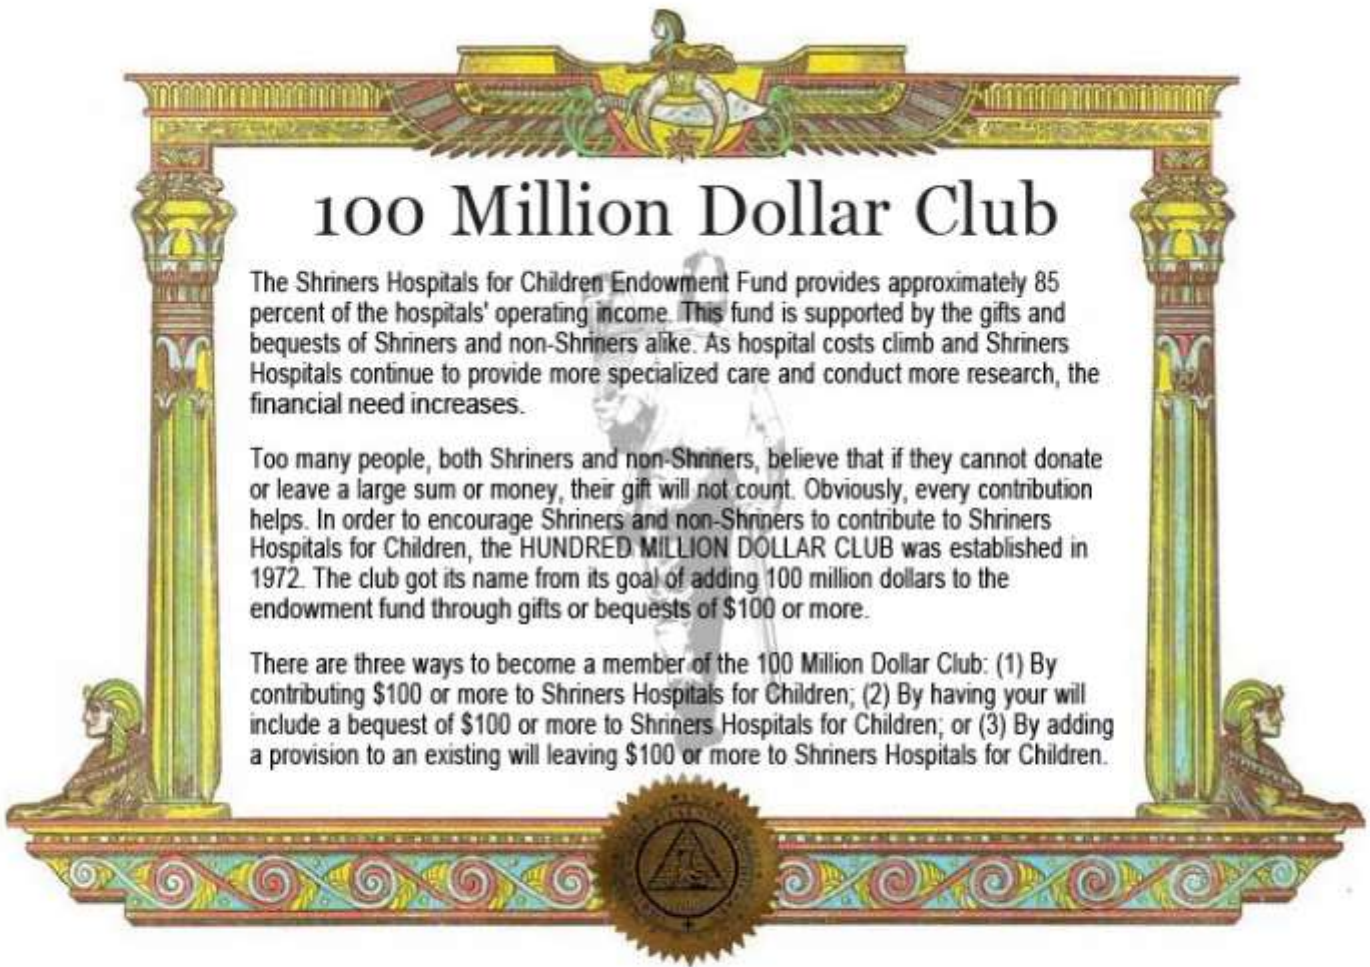 100 Million Dollar Club
The Shriners Hospitals for Children Endowment Fund provides approximately 85
percent of the hospitals' operating income. This fund is supported by the gifts and
bequests of Shriners and non-Shriners alike. As hospital costs climb and Shriners
Hospitals continue to provide more specialized care and conduct more research, the
financial need increases.
Too many people, both Shriners and non-Shriners, believe that if they cannot donate
or leave a large sum or money, their gift will not count. Obviously, every contribution
helps. In order to encourage Shriners and non-Shriners to contribute to Shriners
Hospitals for Children, the HUNDRED MILLION DOLLAR CLUB was established in
1972. The club got its name from its goal of adding 100 million dollars to the
endowment fund through gifts or bequests of $100 or more.
There are three ways to become a member of the 100 Million Dollar Club: (1) By
contributing $100 or more to Shriners Hospitals for Children; (2) By having your will
include a bequest of $100 or more to Shriners Hospitals for Children; or (3) By adding
a provision to an existing will leaving $100 or more to Shriners Hospitals for Children.